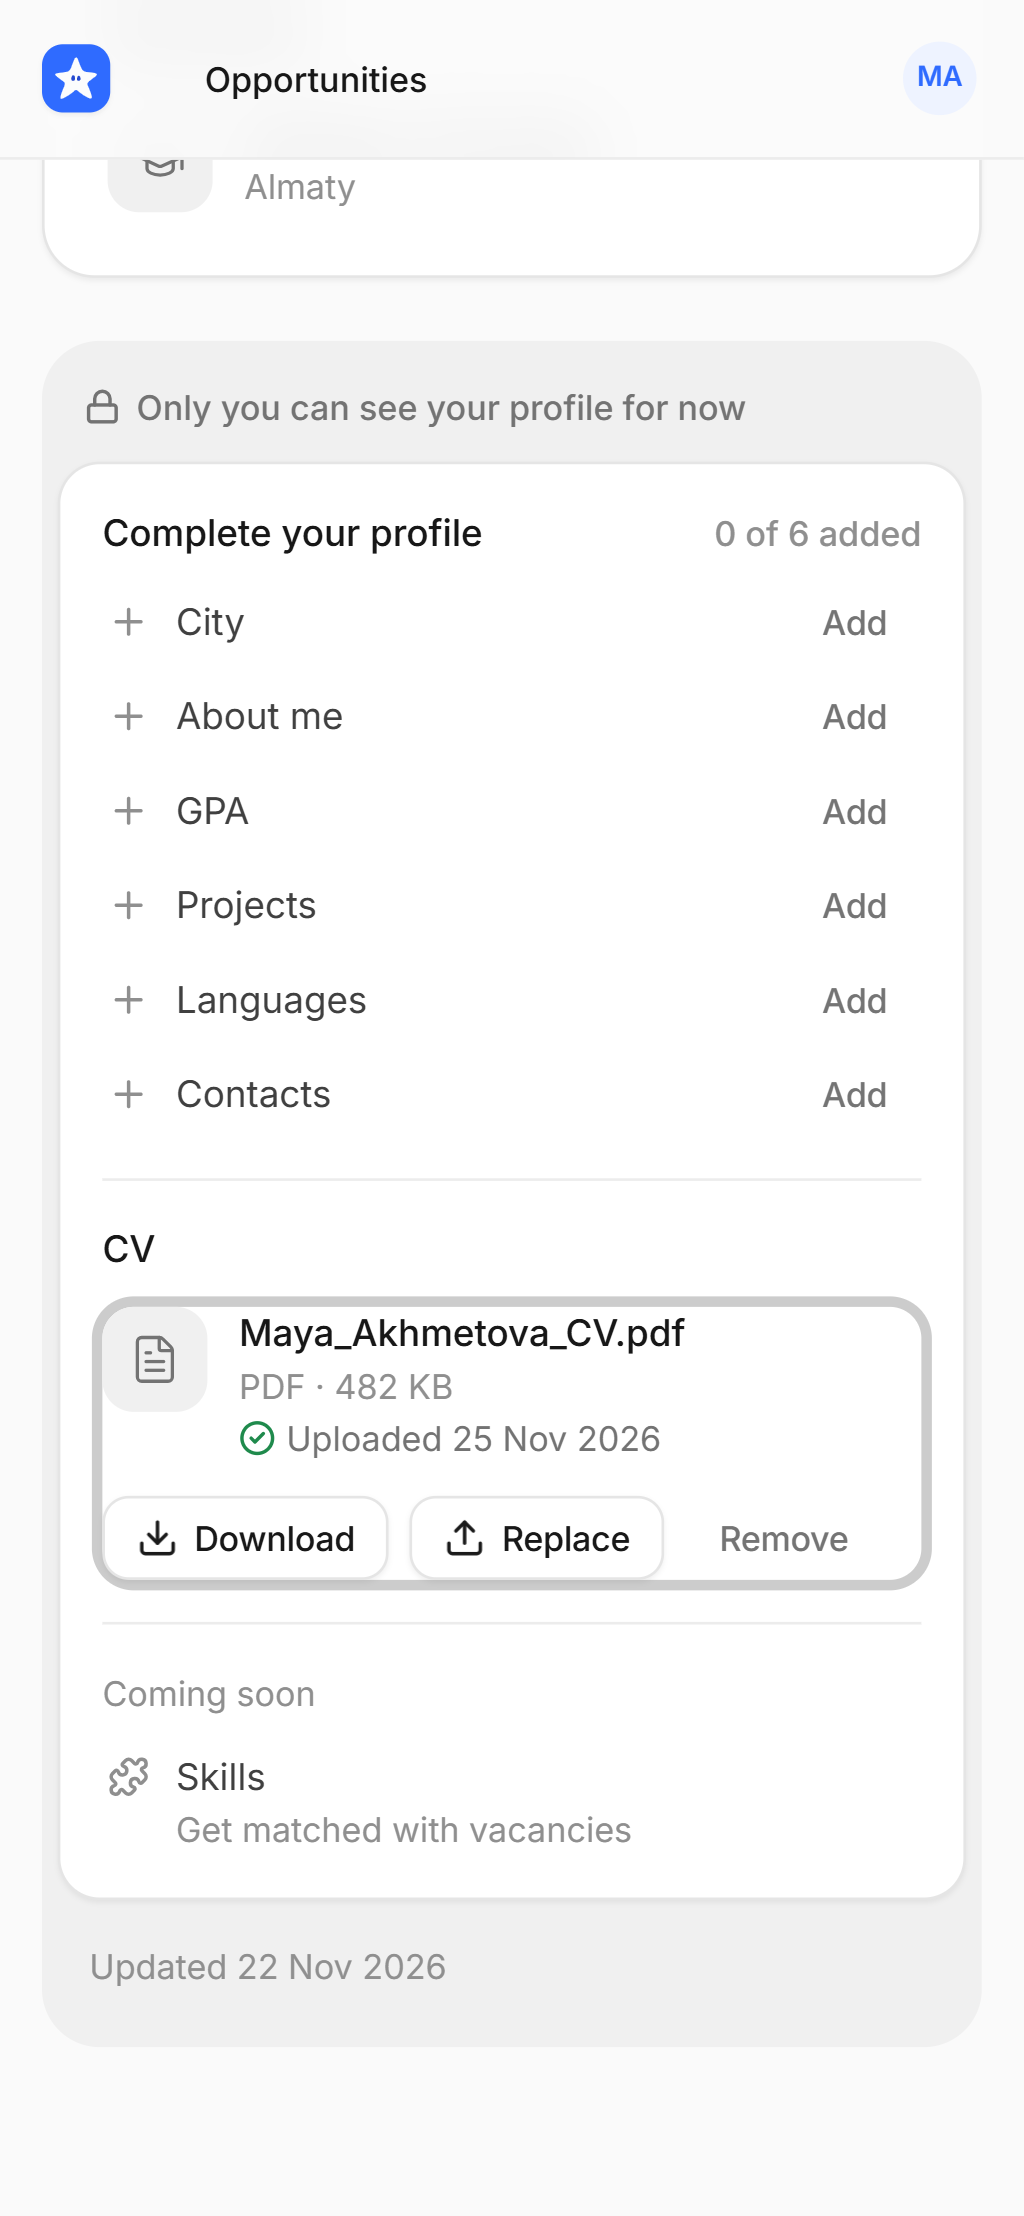 Opportunities
MA
Almaty
Only you can see your profile for now
Complete your profile
0 of 6 added
City
Add
About me
Add
GPA
Add
Projects
Add
Languages
Add
Contacts
Add
CV
Maya_Akhmetova_CV.pdf
PDF · 482 KB
Uploaded 25 Nov 2026
Download
Replace
Remove
Coming soon
Skills
Get matched with vacancies
Updated 22 Nov 2026